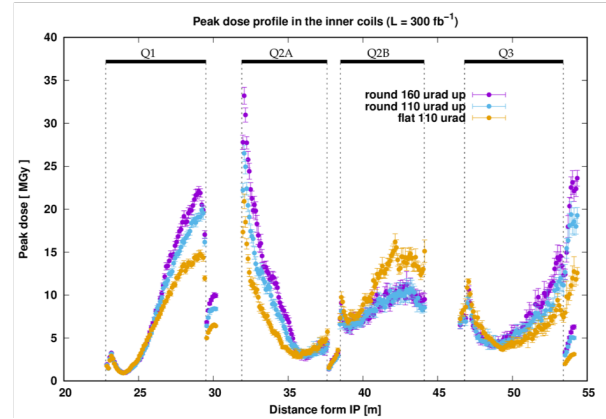 Peak dose profile in the inner coils (L = 300 fb⁻¹)
40
35
30
25
20
15
10
5
0
Peak dose [ MGy]
Q1
Q2A
Q2B
Q3
round 160 urad up
round 110 urad up
flat 110 urad
20
25
30
35
40
45
50
55
Distance form IP [m]